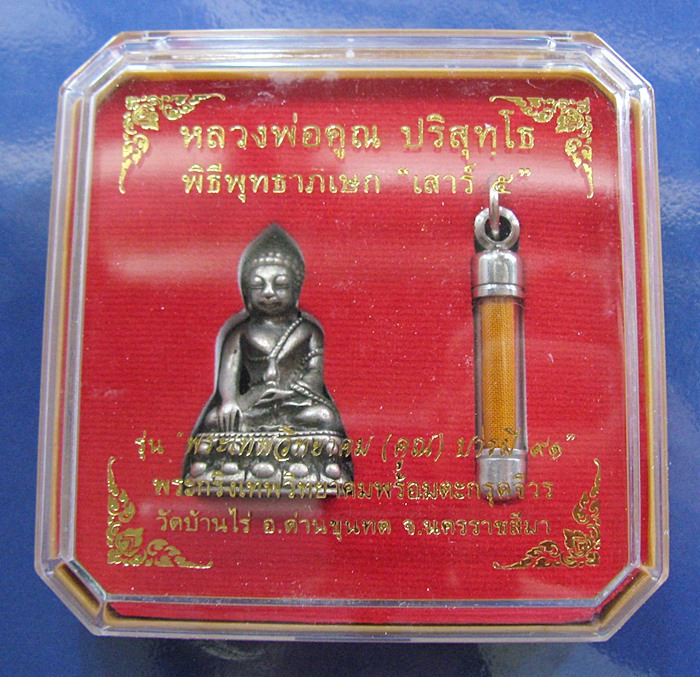 หลวงพ่อคูณ ปริสุทฺโธ
พิธีพุทธาภิเษก "เสาร์ ๕"
รุ่น "พระเทพวิทยาคม (คูณ) บารมี ๙๑"
พระกริ่งเทพวิทยาคมพร้อมตะกรุดจีวร
วัดบ้านไร่ อ.ด่านขุนทด จ.นครราชสีมา